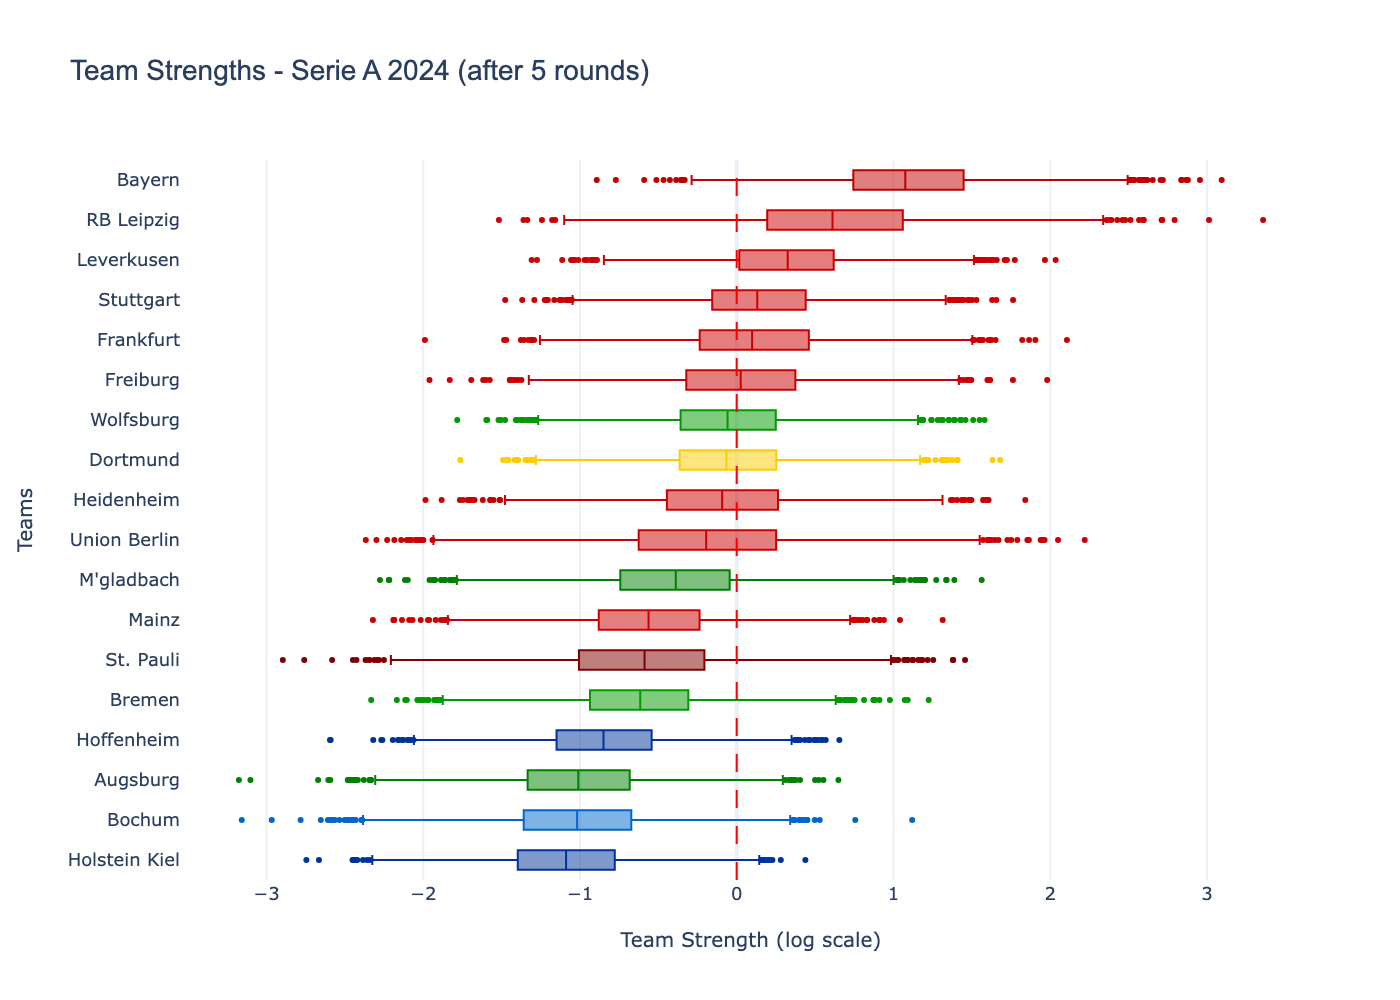 Team Strengths - Serie A 2024 (after 5 rounds)
Teams
Bayern
RB Leipzig
Leverkusen
Stuttgart
Frankfurt
Freiburg
Wolfsburg
Dortmund
Heidenheim
Union Berlin
M'gladbach
Mainz
St. Pauli
Bremen
Hoffenheim
Augsburg
Bochum
Holstein Kiel
−3 −2 −1 0 1 2 3
Team Strength (log scale)